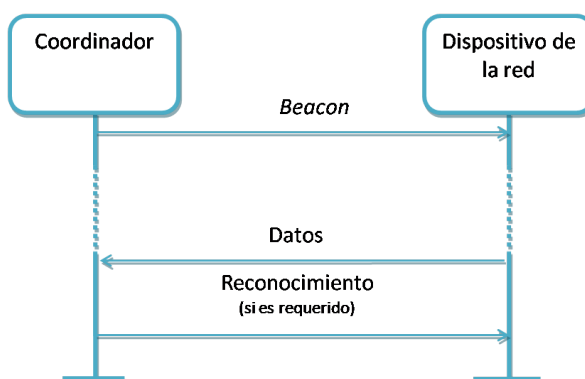 Coordinador
Dispositivo de
la red
Beacon
Datos
Reconocimiento
(si es requerido)